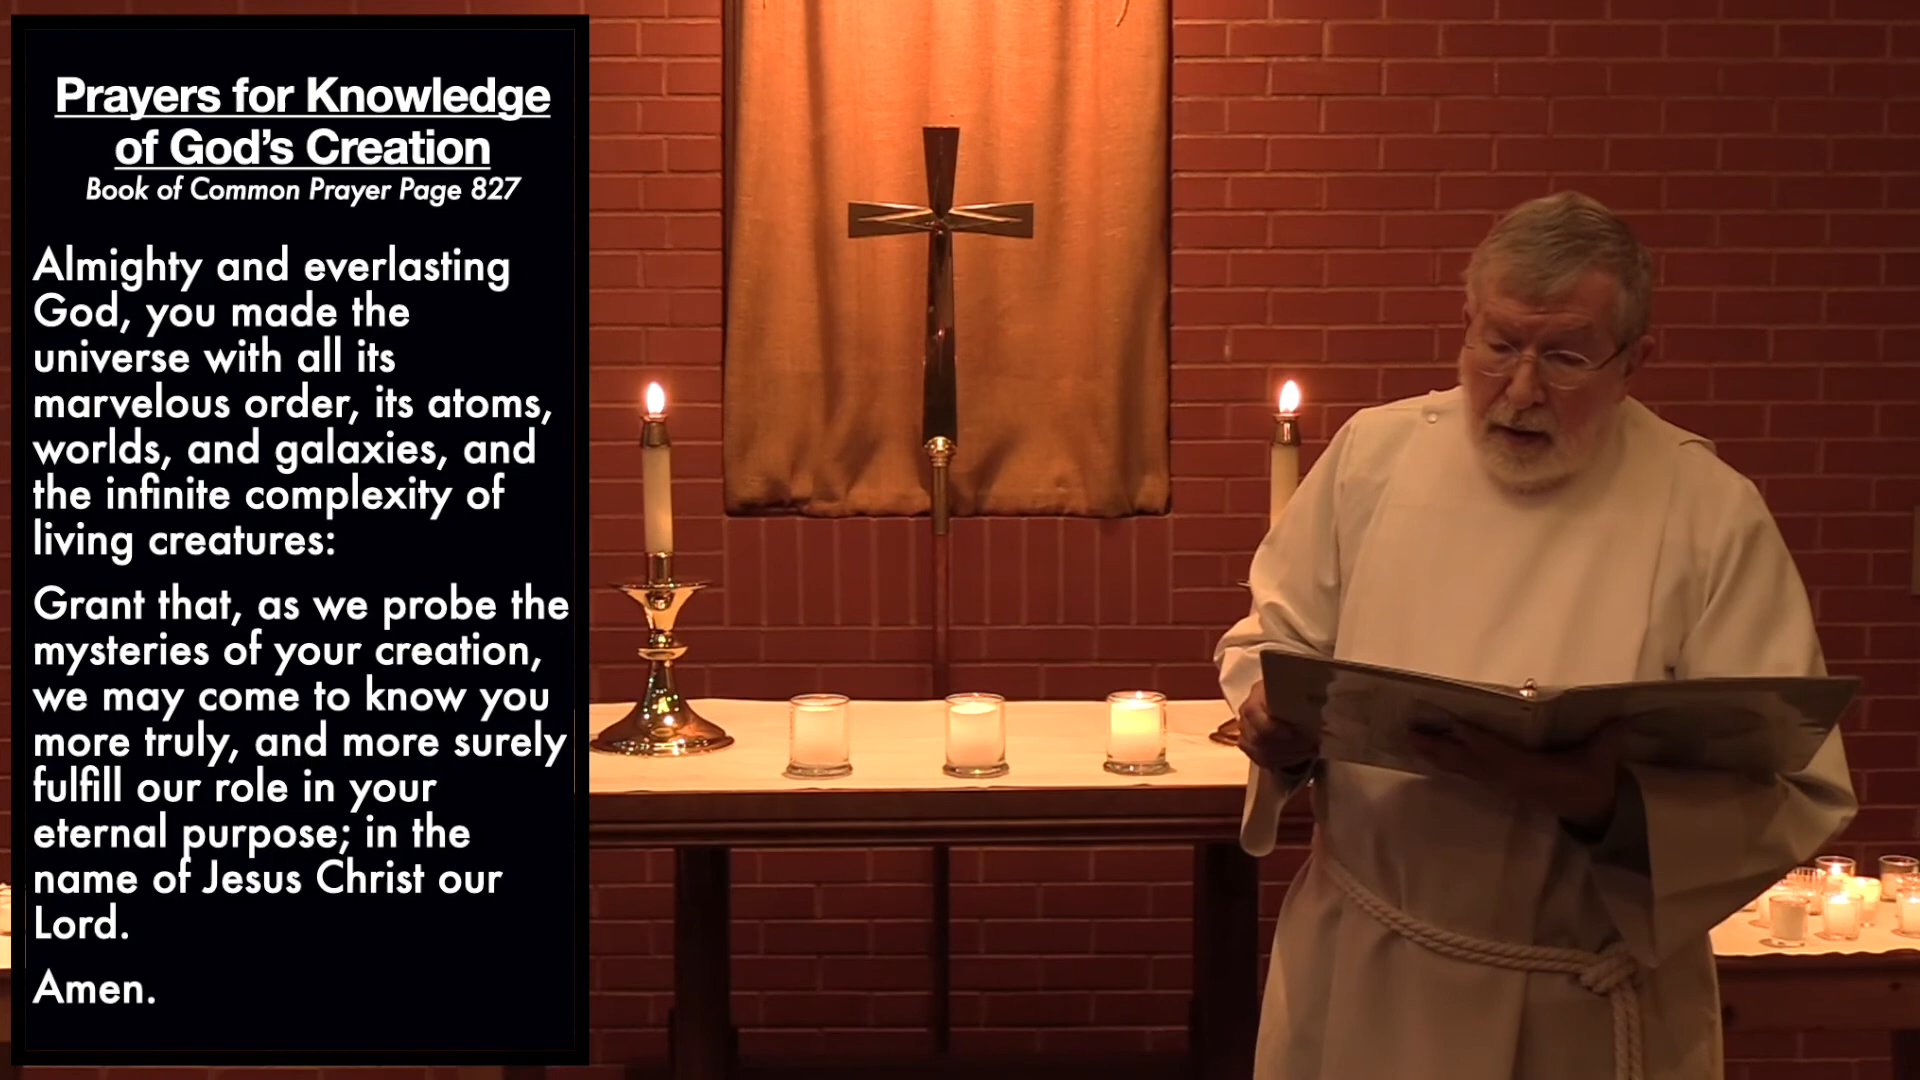 Prayers for Knowledge
of God's Creation
Book of Common Prayer Page 827
Almighty and everlasting
God, you made the
universe with all its
marvelous order, its atoms,
worlds, and galaxies, and
the infinite complexity of
living creatures:
Grant that, as we probe the
mysteries of your creation,
we may come to know you
more truly, and more surely
fulfill our role in your
eternal purpose; in the
name of Jesus Christ our
Lord.
Amen.